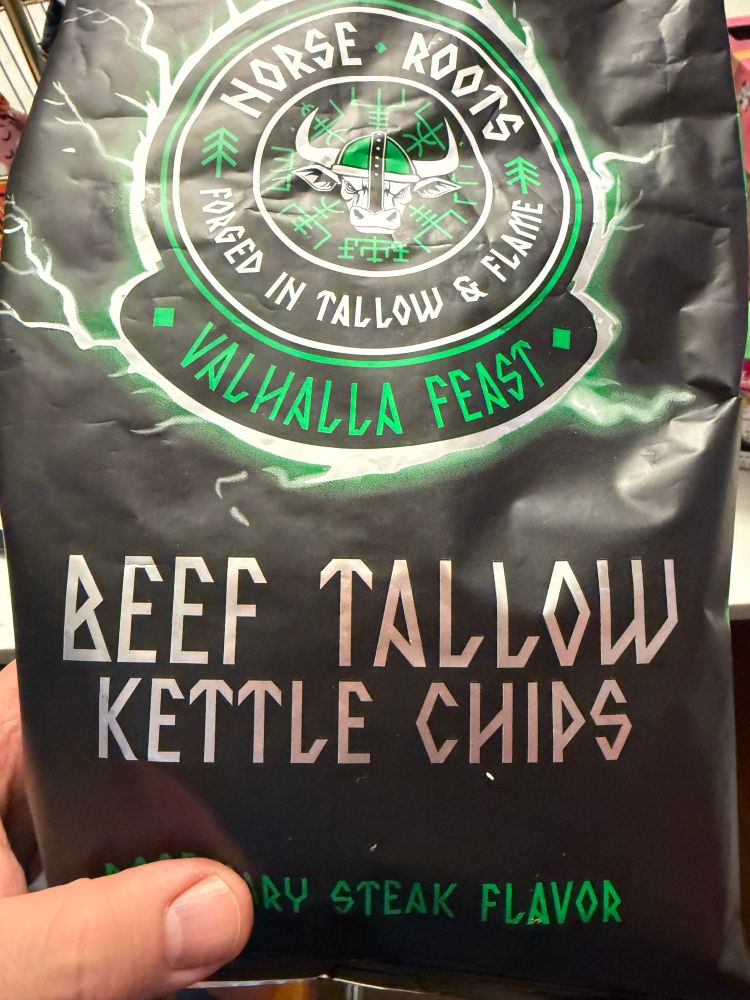 NORSE · ROOTS
FORGED IN TALLOW & FLAME
VALHALLA FEAST
BEEF TALLOW
KETTLE CHIPS
STEAK FLAVOR